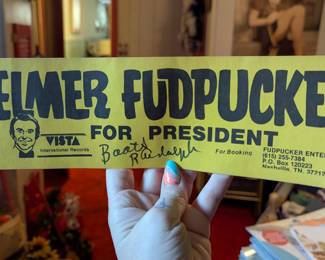 ELMER FUDPUCKE
FOR PRESIDENT
VISTA
International Records
Boots Randolph
For Booking
FUDPUCKER ENTE
(615) 255-7384
P.O. Box 120223
Nashville, TN. 3721